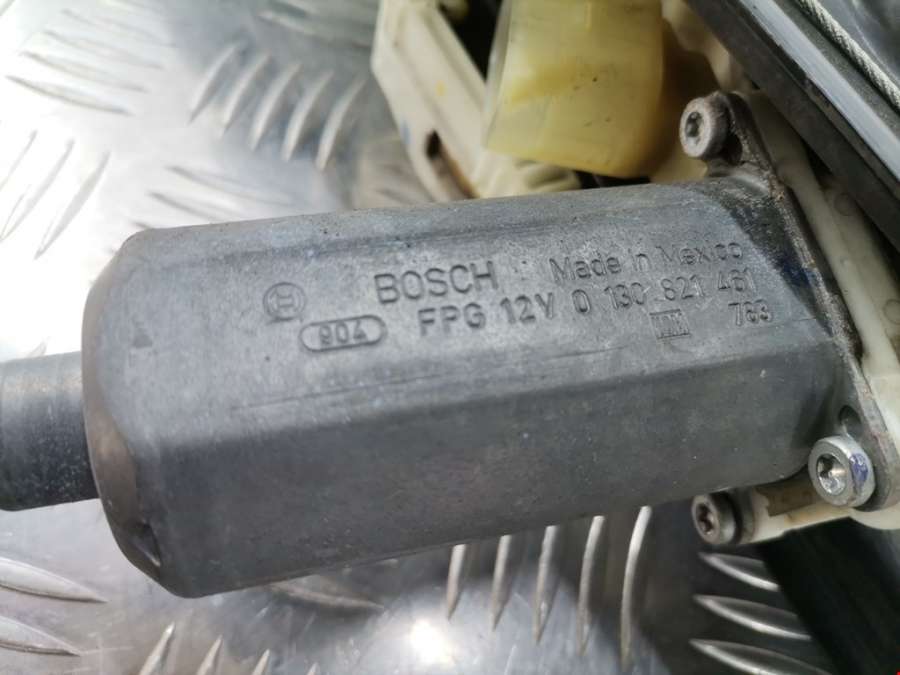 BOSCH Made in Mexico
904 FPG 12V 0 130 821 461
763